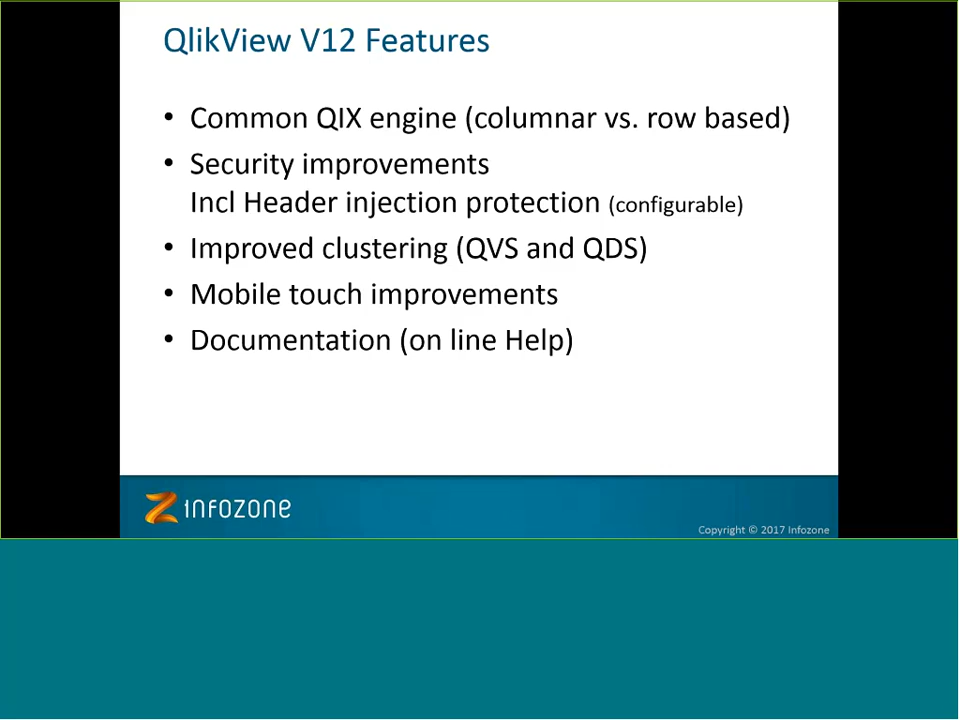 QlikView V12 Features
• Common QIX engine (columnar vs. row based)
• Security improvements
Incl Header injection protection (configurable)
• Improved clustering (QVS and QDS)
• Mobile touch improvements
• Documentation (on line Help)
INFOZONE
Copyright © 2017 Infozone